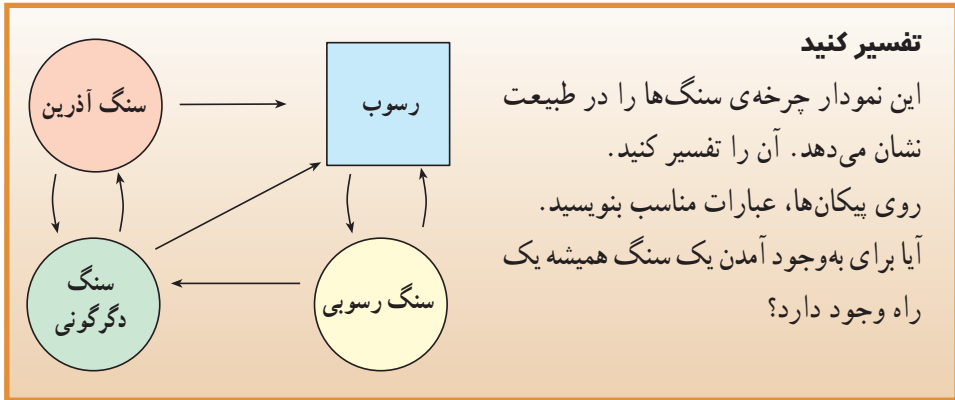 تفسیر کنید
این نمودار چرخه‌ی سنگ‌ها را در طبیعت
نشان می‌دهد. آن را تفسیر کنید.
روی پیکان‌ها، عبارات مناسب بنویسید.
آیا برای به‌وجود آمدن یک سنگ همیشه یک
راه وجود دارد؟
رسوب
سنگ آذرین
سنگ رسوبی
سنگ
دگرگونی